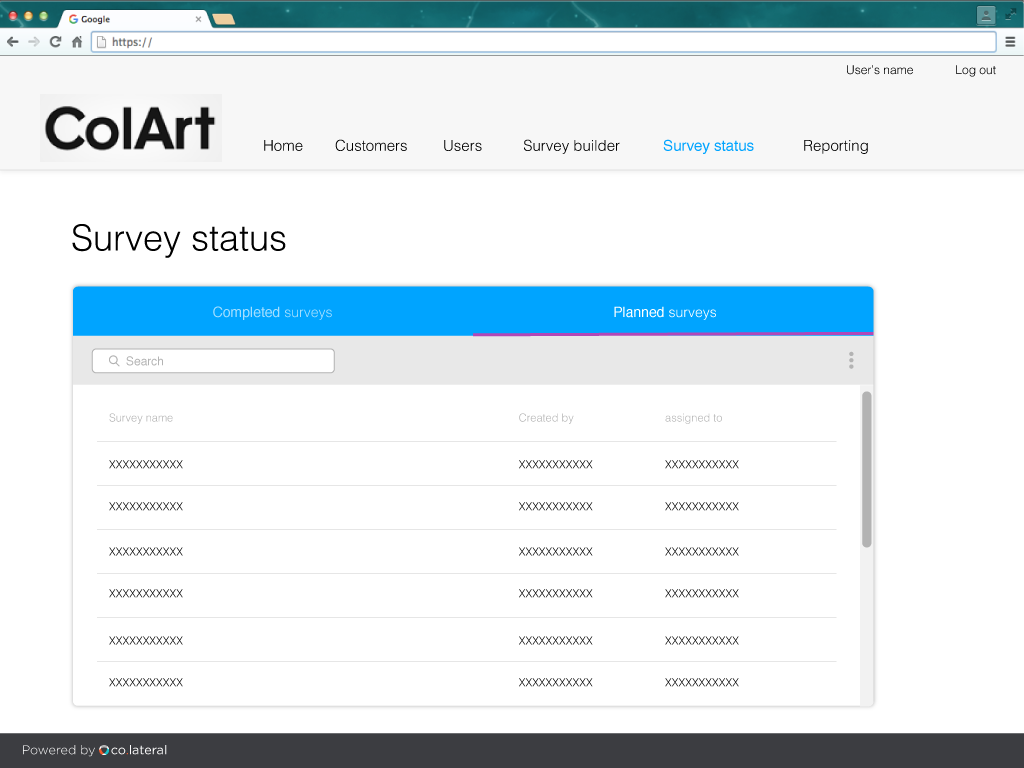 Google
https://
User's name Log out
ColArt
Home Customers Users Survey builder Survey status Reporting
Survey status
Completed surveys Planned surveys
Search
Survey name Created by assigned to
XXXXXXXXXXX XXXXXXXXXXX XXXXXXXXXXX
XXXXXXXXXXX XXXXXXXXXXX XXXXXXXXXXX
XXXXXXXXXXX XXXXXXXXXXX XXXXXXXXXXX
XXXXXXXXXXX XXXXXXXXXXX XXXXXXXXXXX
XXXXXXXXXXX XXXXXXXXXXX XXXXXXXXXXX
XXXXXXXXXXX XXXXXXXXXXX XXXXXXXXXXX
Powered by co.lateral